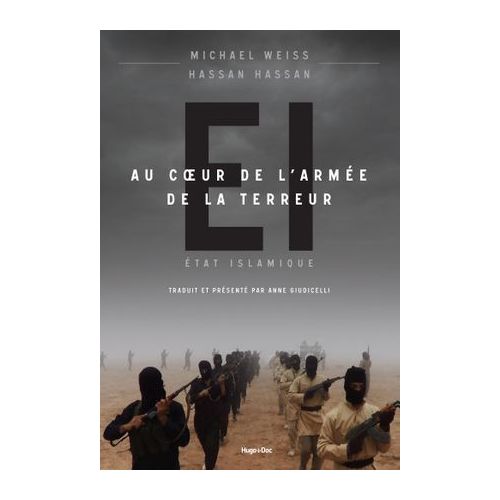 MICHAEL WEISS
HASSAN HASSAN
EI
AU CŒUR DE L'ARMÉE
DE LA TERREUR
ÉTAT ISLAMIQUE
TRADUIT ET PRÉSENTÉ PAR ANNE GIUDICELLI
Hugo&Doc